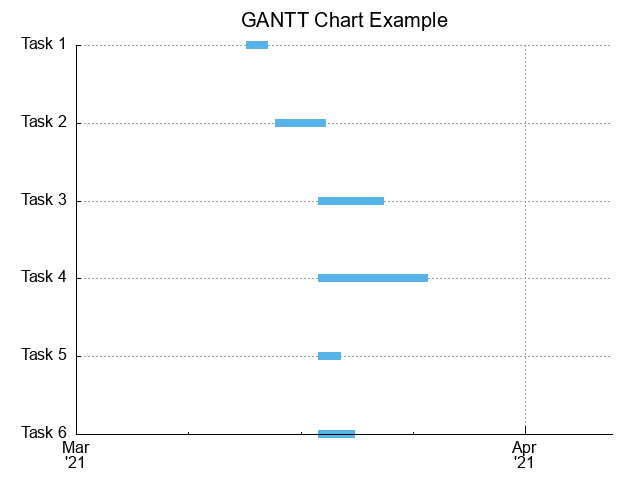 GANTT Chart Example
Task 1
Task 2
Task 3
Task 4
Task 5
Task 6
Mar Apr
'21 '21